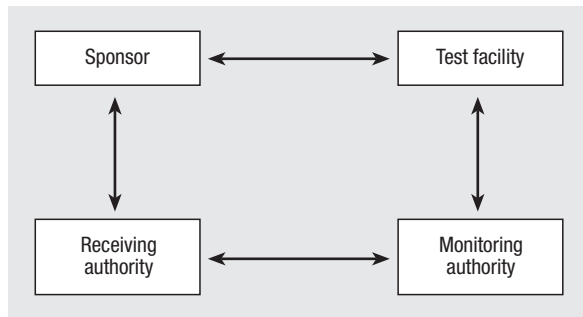 Sponsor
Test facility
Receiving
authority
Monitoring
authority